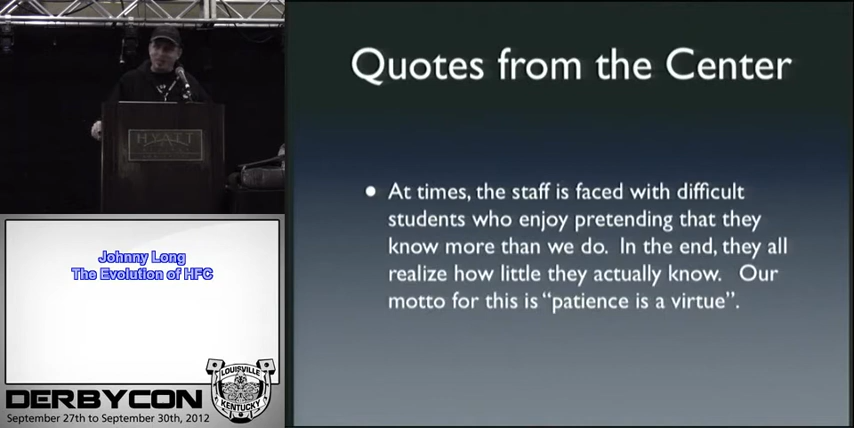 Quotes from the Center
• At times, the staff is faced with difficult
students who enjoy pretending that they
know more than we do. In the end, they all
realize how little they actually know. Our
motto for this is “patience is a virtue”.
HYATT
Johnny Long
The Evolution of HFC
LOUISVILLE
KENTUCKY
DERBYCON
September 27th to September 30th, 2012